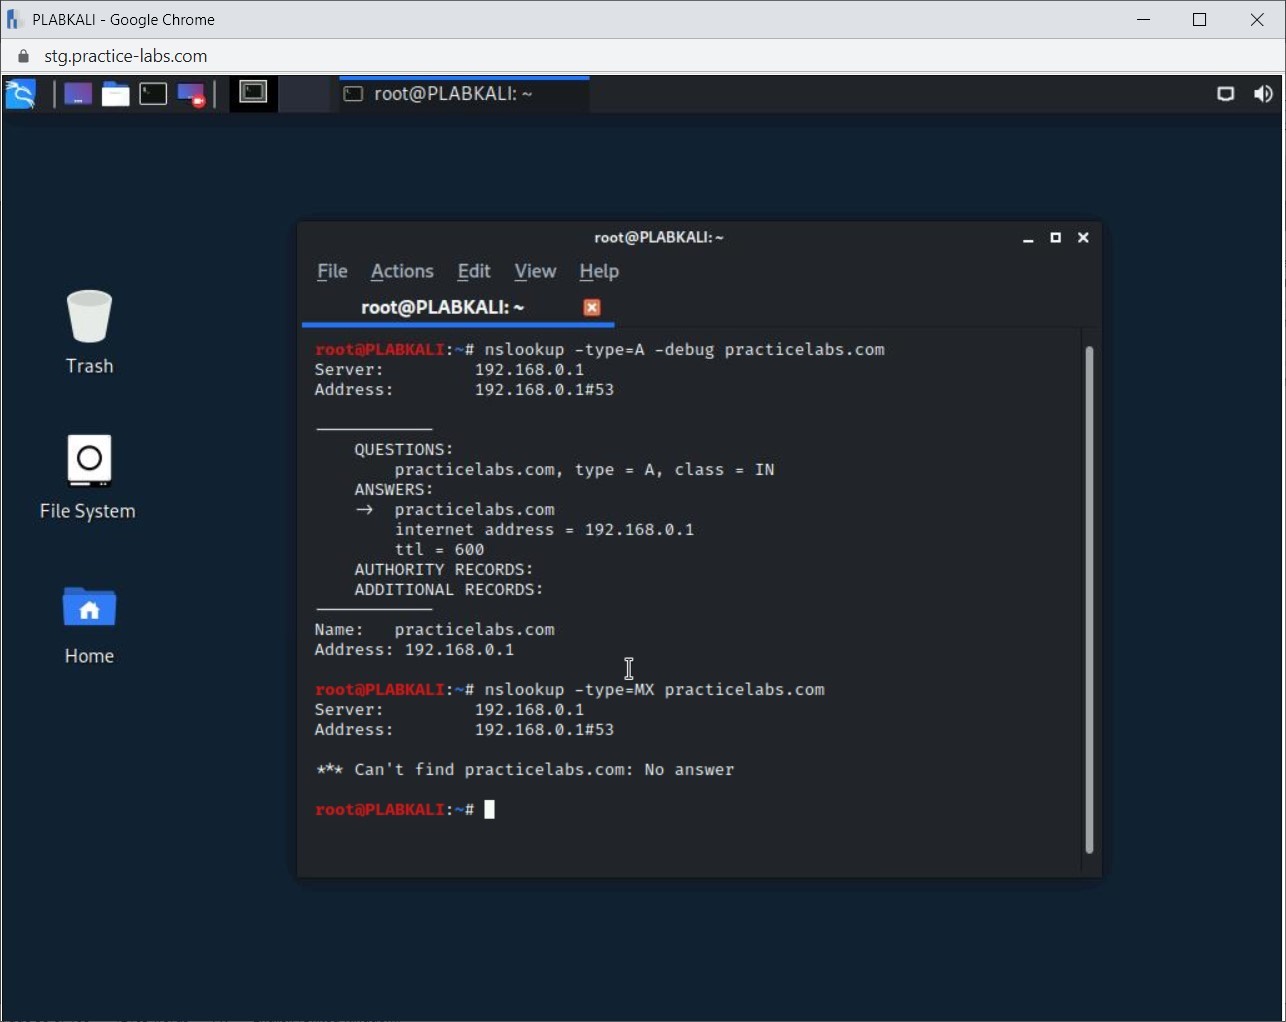 PLABKALI - Google Chrome
stg.practice-labs.com
root@PLABKALI: ~
Trash
File System
Home
root@PLABKALI:~
File Actions Edit View Help
root@PLABKALI: ~
root@PLABKALI:~# nslookup -type=A -debug practicelabs.com
Server: 192.168.0.1
Address: 192.168.0.1#53
QUESTIONS:
practicelabs.com, type = A, class = IN
ANSWERS:
→ practicelabs.com
internet address = 192.168.0.1
ttl = 600
AUTHORITY RECORDS:
ADDITIONAL RECORDS:
Name: practicelabs.com
Address: 192.168.0.1
root@PLABKALI:~# nslookup -type=MX practicelabs.com
Server: 192.168.0.1
Address: 192.168.0.1#53
*** Can't find practicelabs.com: No answer
root@PLABKALI:~#